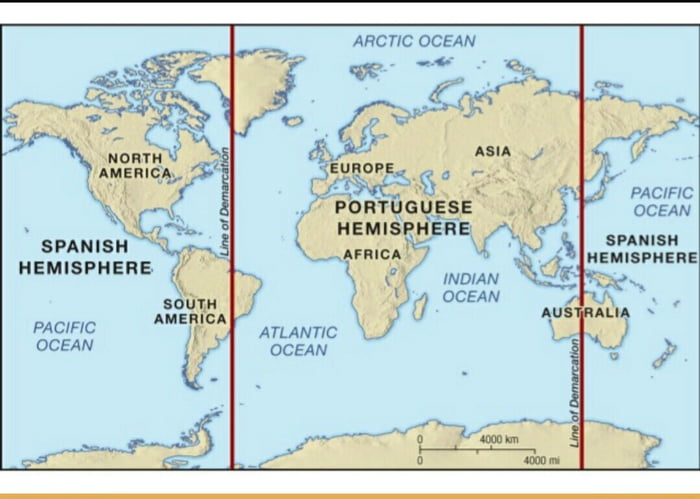 ARCTIC OCEAN
NORTH
AMERICA
EUROPE
ASIA
Line of Demarcation
PACIFIC
OCEAN
PORTUGUESE
HEMISPHERE
SPANISH
HEMISPHERE
SPANISH
HEMISPHERE
AFRICA
INDIAN
OCEAN
SOUTH
AMERICA
AUSTRALIA
PACIFIC
OCEAN
ATLANTIC
OCEAN
Line of Demarcation
0 4000 km
0 4000 mi